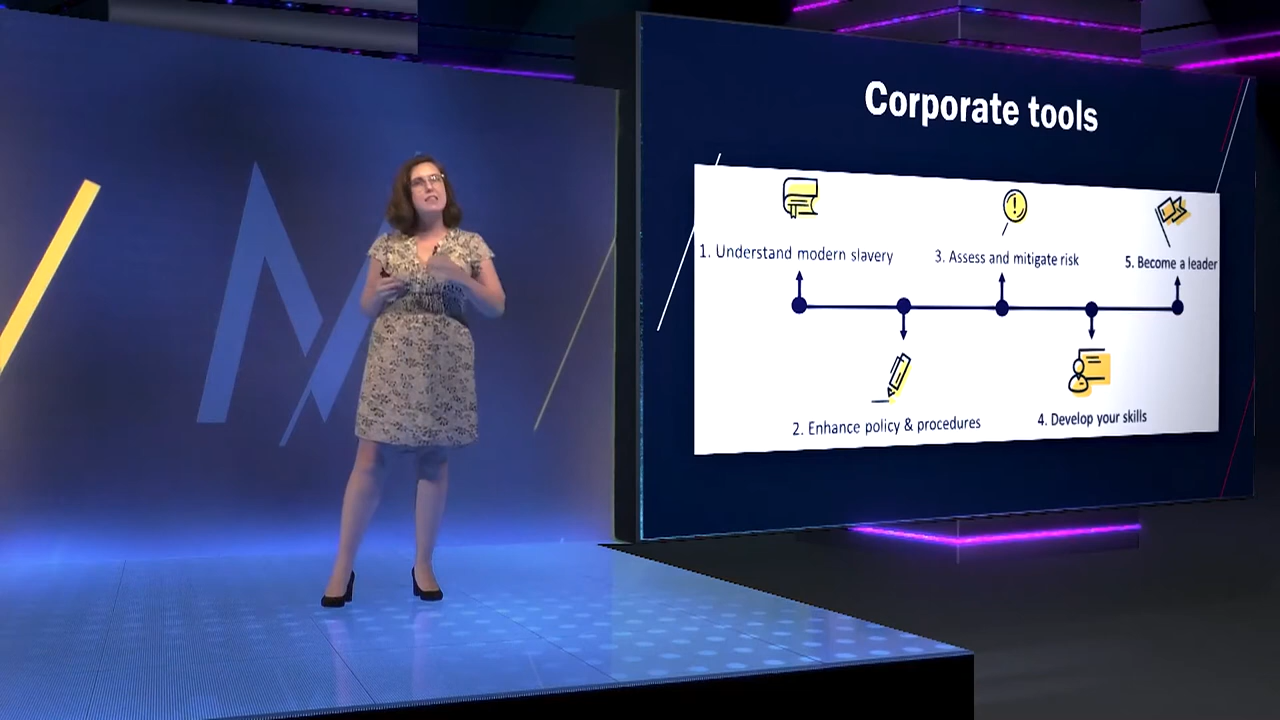 Corporate tools
1. Understand modern slavery
3. Assess and mitigate risk
5. Become a leader
2. Enhance policy & procedures
4. Develop your skills